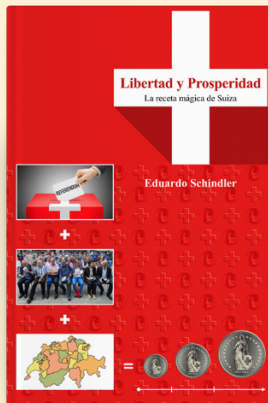 Libertad y Prosperidad
La receta mágica de Suiza
Eduardo Schindler
REFERENDUM
+
+
=